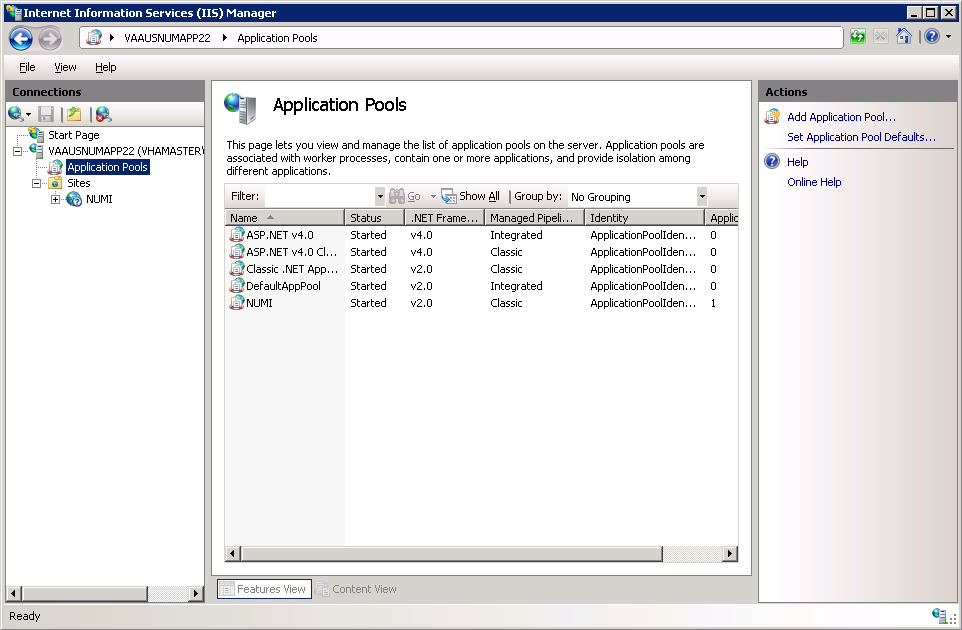 Internet Information Services (IIS) Manager
VAAUSNUMAPP22 Application Pools
File View Help
Connections
Start Page
VAAUSNUMAPP22 (VHAMASTER\
Application Pools
Sites
NUMI
Application Pools
This page lets you view and manage the list of application pools on the server. Application pools are
associated with worker processes, contain one or more applications, and provide isolation among
different applications.
Filter: Go Show All Group by: No Grouping
Name Status .NET Frame... Managed Pipeli... Identity Applic
ASP.NET v4.0 Started v4.0 Integrated ApplicationPoolIden... 0
ASP.NET v4.0 Cl... Started v4.0 Classic ApplicationPoolIden... 0
Classic .NET App... Started v2.0 Classic ApplicationPoolIden... 0
DefaultAppPool Started v2.0 Integrated ApplicationPoolIden... 0
NUMI Started v2.0 Classic ApplicationPoolIden... 1
Features View Content View
Actions
Add Application Pool...
Set Application Pool Defaults...
Help
Online Help
Ready